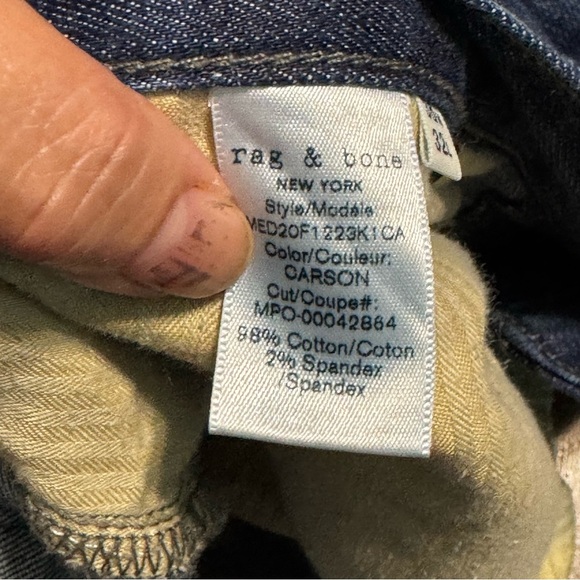 rag & bone
NEW YORK
Style/Modèle
MED20F1223K1CA
Color/Couleur:
CARSON
Cut/Coupe#:
MPO-00042864
98% Cotton/Coton
2% Spandex
/Spandex
32